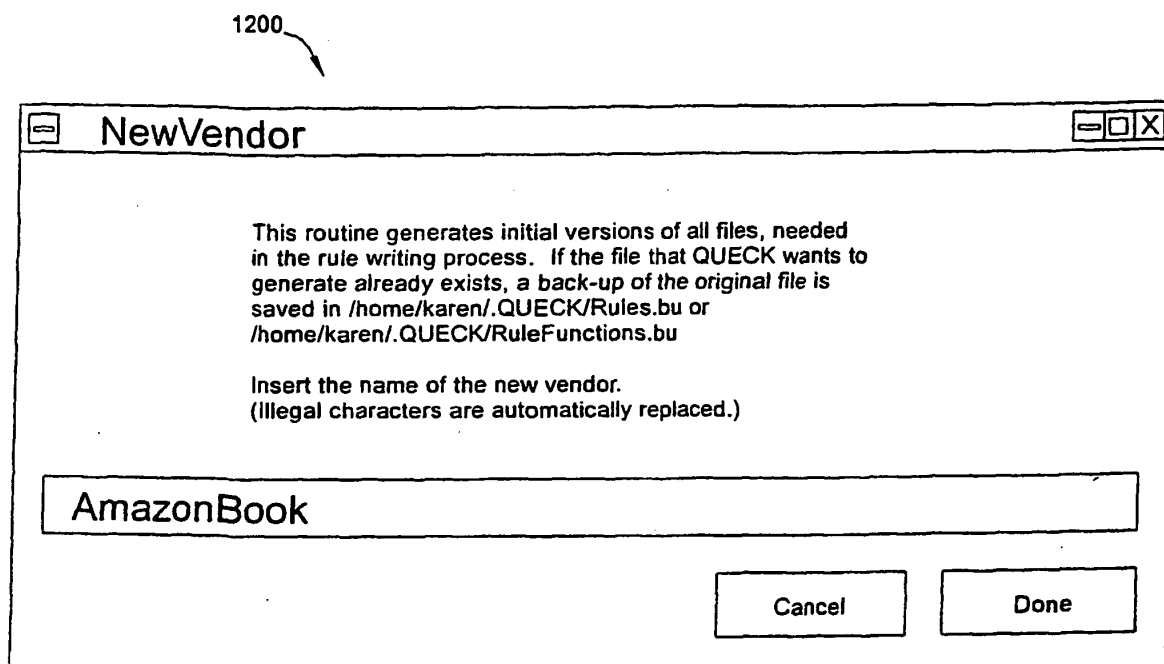 1200
NewVendor
This routine generates initial versions of all files, needed
in the rule writing process. If the file that QUECK wants to
generate already exists, a back-up of the original file is
saved in /home/karen/.QUECK/Rules.bu or
/home/karen/.QUECK/RuleFunctions.bu
Insert the name of the new vendor.
(Illegal characters are automatically replaced.)
AmazonBook
Cancel Done